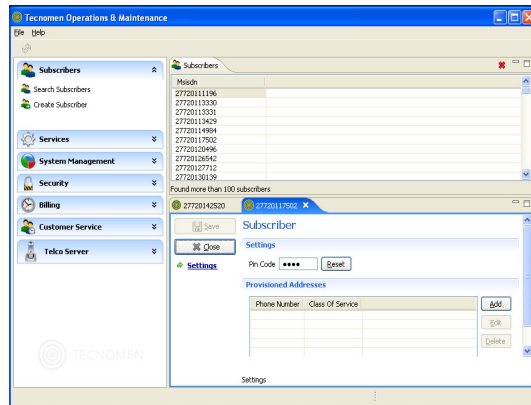 Tecnomen Operations & Maintenance
File Help
Subscribers
Search Subscribers
Create Subscriber
Services
System Management
Security
Billing
Customer Service
Telco Server
TECNOMEN
Subscribers
Msisdn
27720111196
27720113330
27720113331
27720113429
27720114984
27720117502
27720120496
27720126542
27720127712
27720130139
Found more than 100 subscribers
27720142520 27720117502
Save
Close
Settings
Subscriber
Settings
Pin Code •••• Reset
Provisioned Addresses
Phone Number Class Of Service
Add
Edit
Delete
Settings